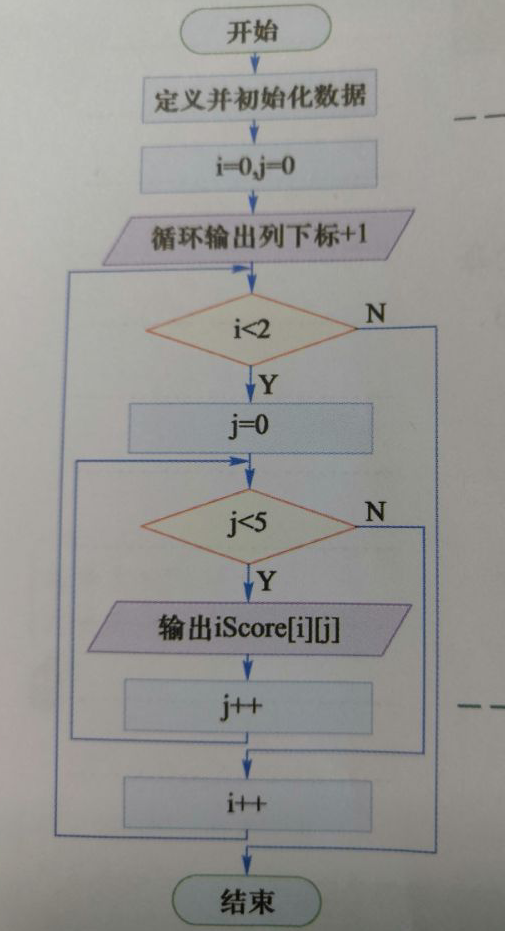 开始
定义并初始化数据
i=0,j=0
循环输出列下标+1
i<2
N
Y
j=0
j<5
N
Y
输出iScore[i][j]
j++
i++
结束